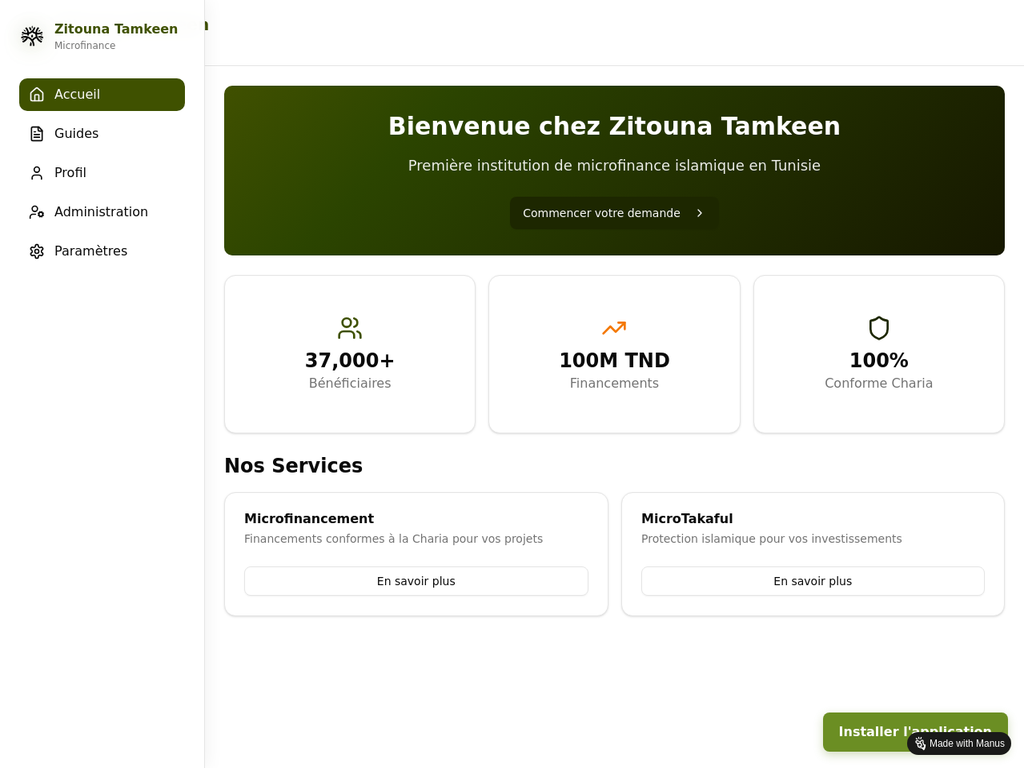 Zitouna Tamkeen
Microfinance
Accueil
Guides
Profil
Administration
Paramètres
Bienvenue chez Zitouna Tamkeen
Première institution de microfinance islamique en Tunisie
Commencer votre demande
37,000+
Bénéficiaires
100M TND
Financements
100%
Conforme Charia
Nos Services
Microfinancement
Financements conformes à la Charia pour vos projets
En savoir plus
MicroTakaful
Protection islamique pour vos investissements
En savoir plus
Installer l'application
Made with Manus